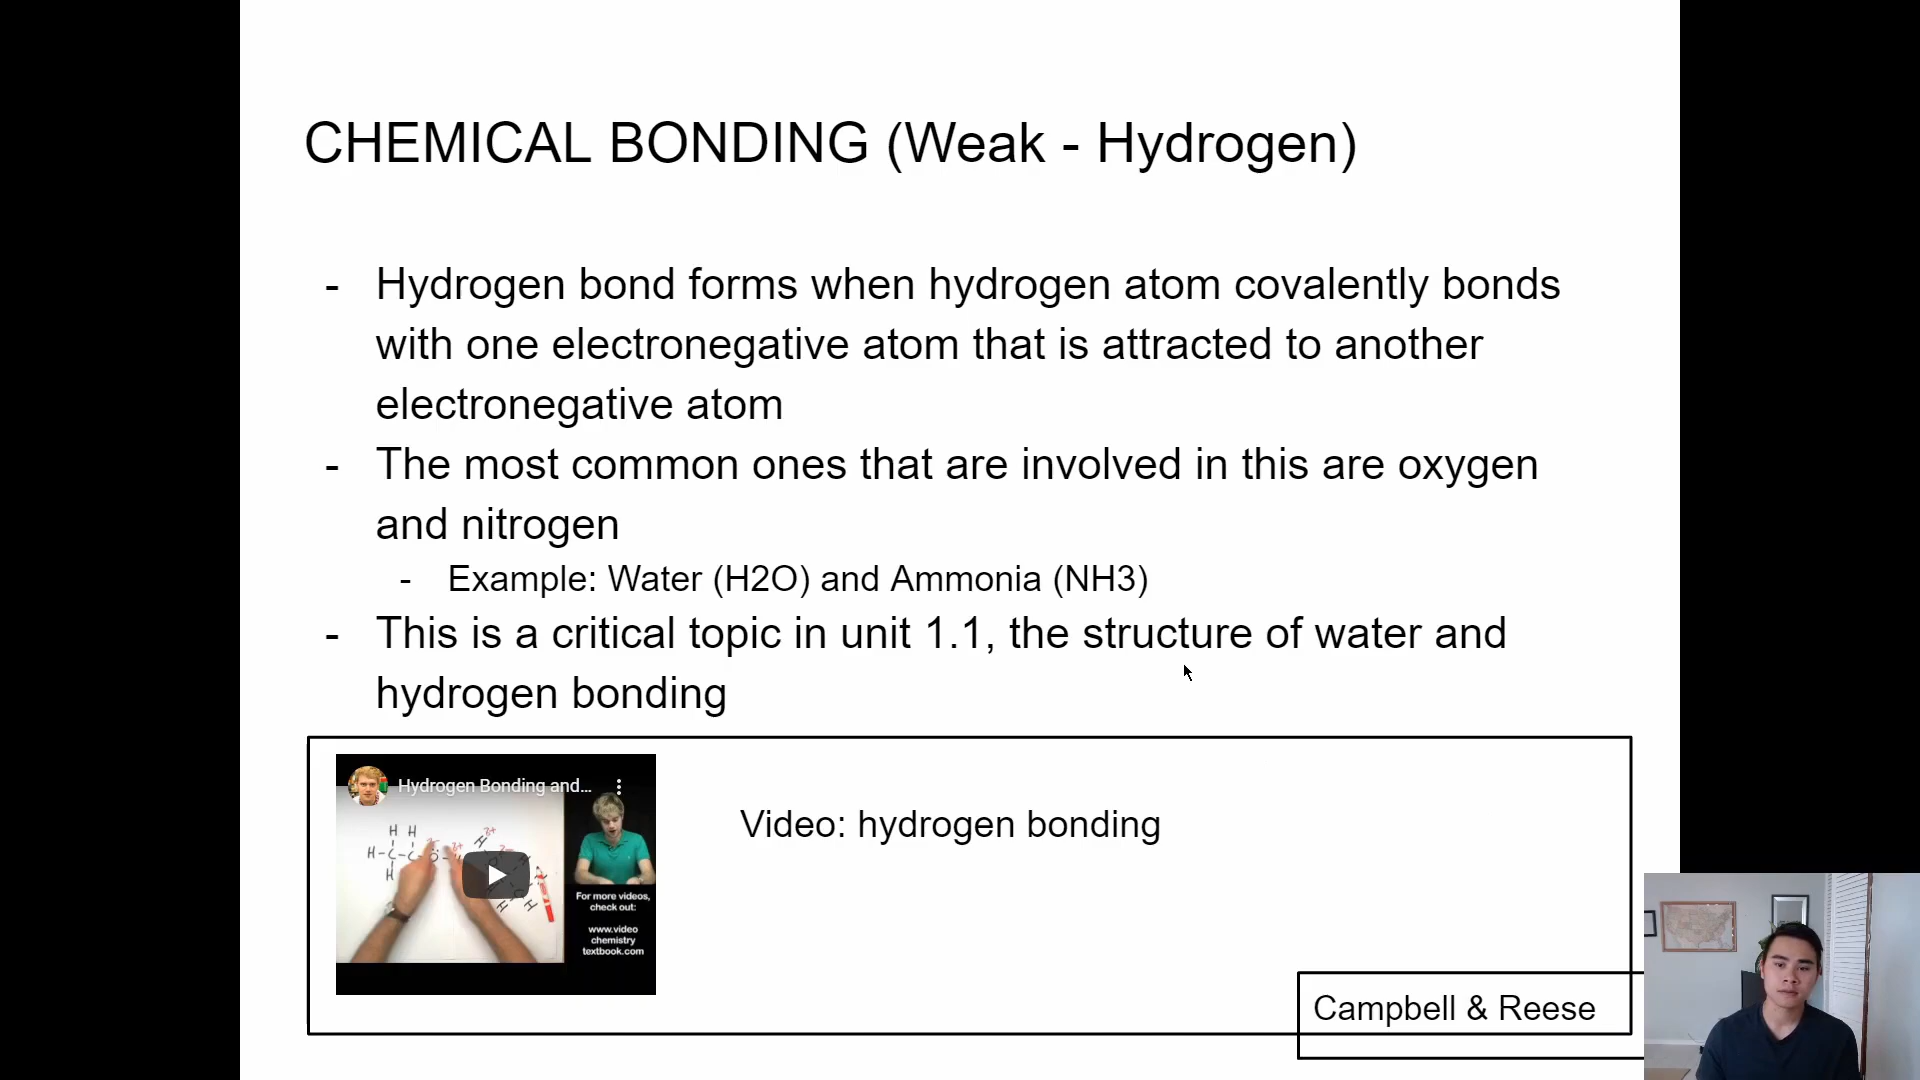 CHEMICAL BONDING (Weak - Hydrogen)
- Hydrogen bond forms when hydrogen atom covalently bonds
with one electronegative atom that is attracted to another
electronegative atom
- The most common ones that are involved in this are oxygen
and nitrogen
- Example: Water (H2O) and Ammonia (NH3)
- This is a critical topic in unit 1.1, the structure of water and
hydrogen bonding
Hydrogen Bonding and...
H H
H-C-C-O-
H
For more videos,
check out:
www.video
chemistry
textbook.com
Video: hydrogen bonding
Campbell & Reese